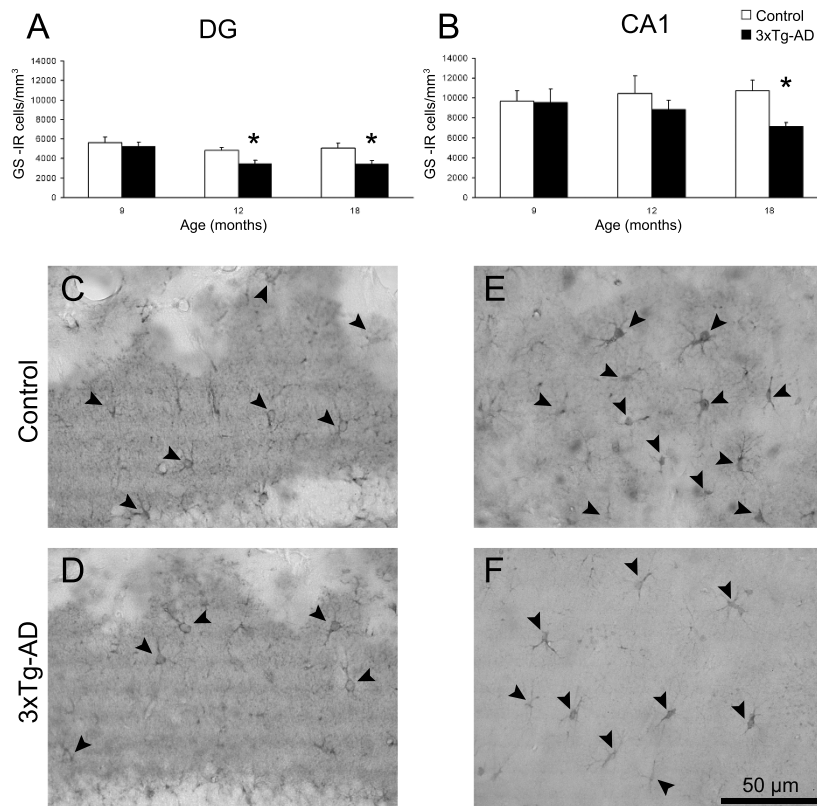 A
DG
B
CA1
Control
3xTg-AD
GS -IR cells/mm³
14000
12000
10000
8000
6000
4000
2000
0
*
*
9
12
18
Age (months)
GS -IR cells/mm³
14000
12000
10000
8000
6000
4000
2000
0
*
9
12
18
Age (months)
Control
C
E
3xTg-AD
D
F
50 µm